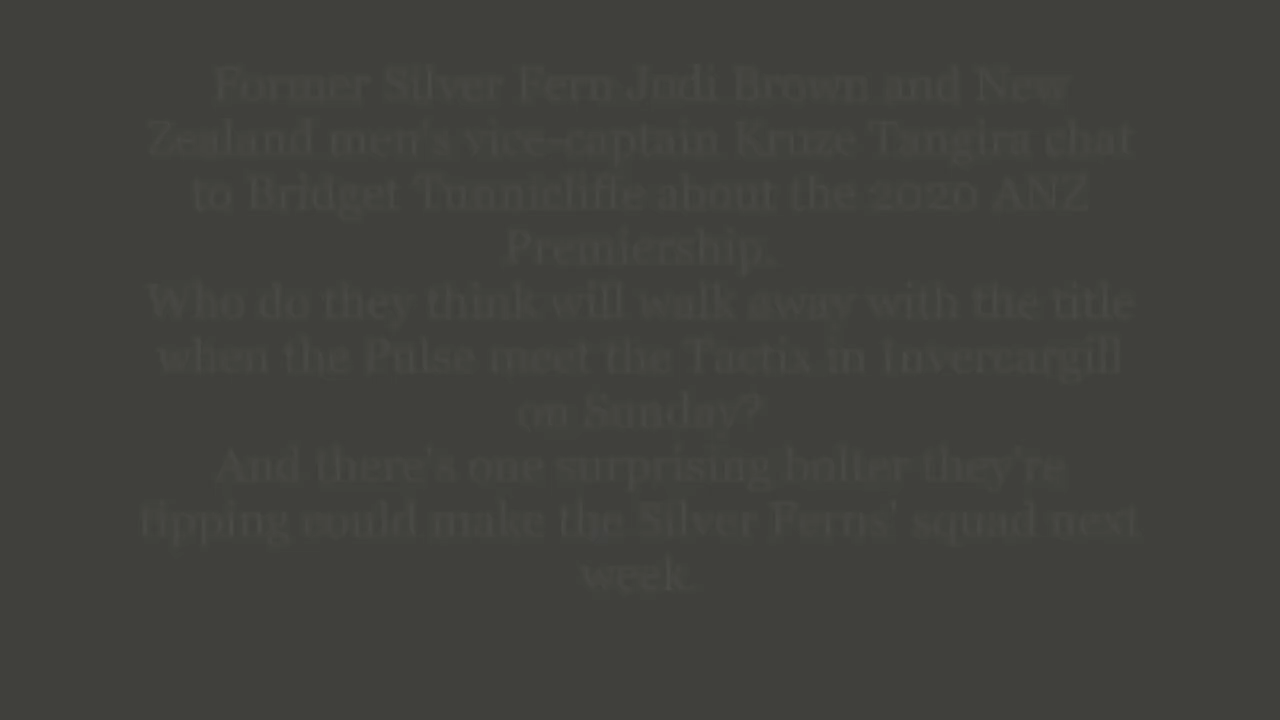 Former Silver Fern Jodi Brown and New
Zealand men's vice-captain Kruze Tangira chat
to Bridget Tunnicliffe about the 2020 ANZ
Premiership.
Who do they think will walk away with the title
when the Pulse meet the Tactix in Invercargill
on Sunday?
And there's one surprising bolter they're
tipping could make the Silver Ferns' squad next
week.